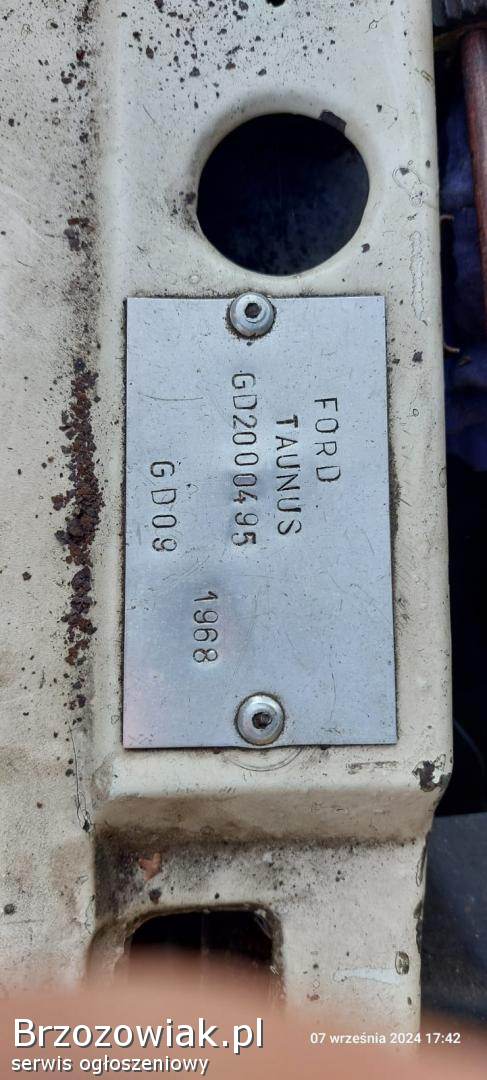 FORD
TAUNUS
GD2000495
1968
GD09
Brzozowiak.pl
serwis ogłoszeniowy
07 września 2024 17:42